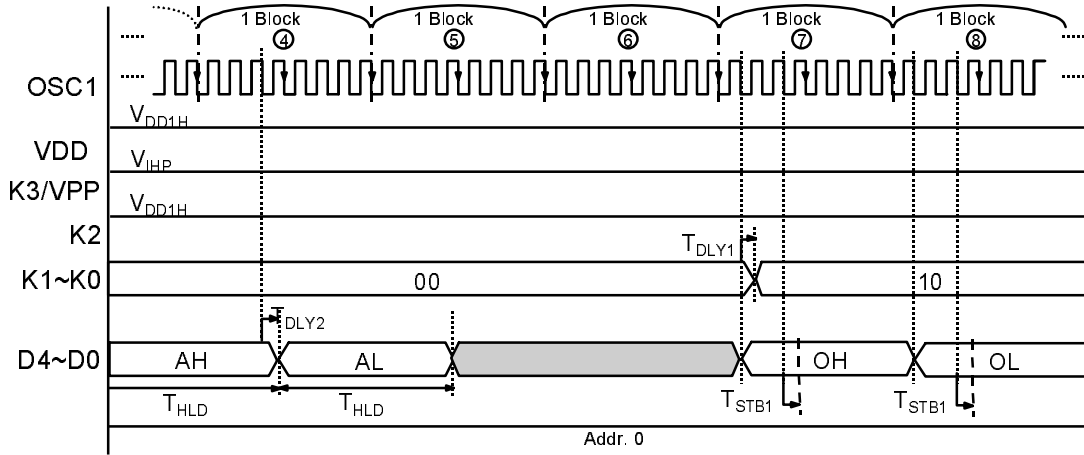 1 Block 1 Block 1 Block 1 Block 1 Block
④ ⑤ ⑥ ⑦ ⑧
OSC1
VDD1H
VDD
VIHP
K3/VPP
VDD1H
K2
TDLY1
K1~K0 00 10
TDLY2
D4~D0 AH AL OH OL
THLD THLD TSTB1 TSTB1
Addr. 0